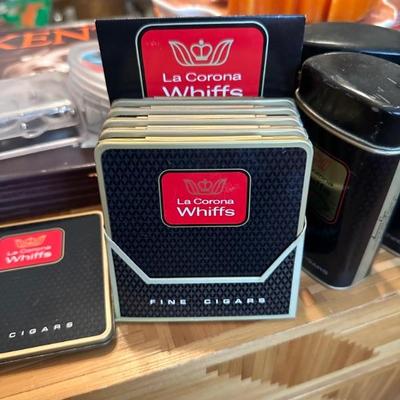 KEN
La Corona
Whiffs
La Corona
Whiffs
FINE CIGARS
La Corona
Whiffs
CIGARS